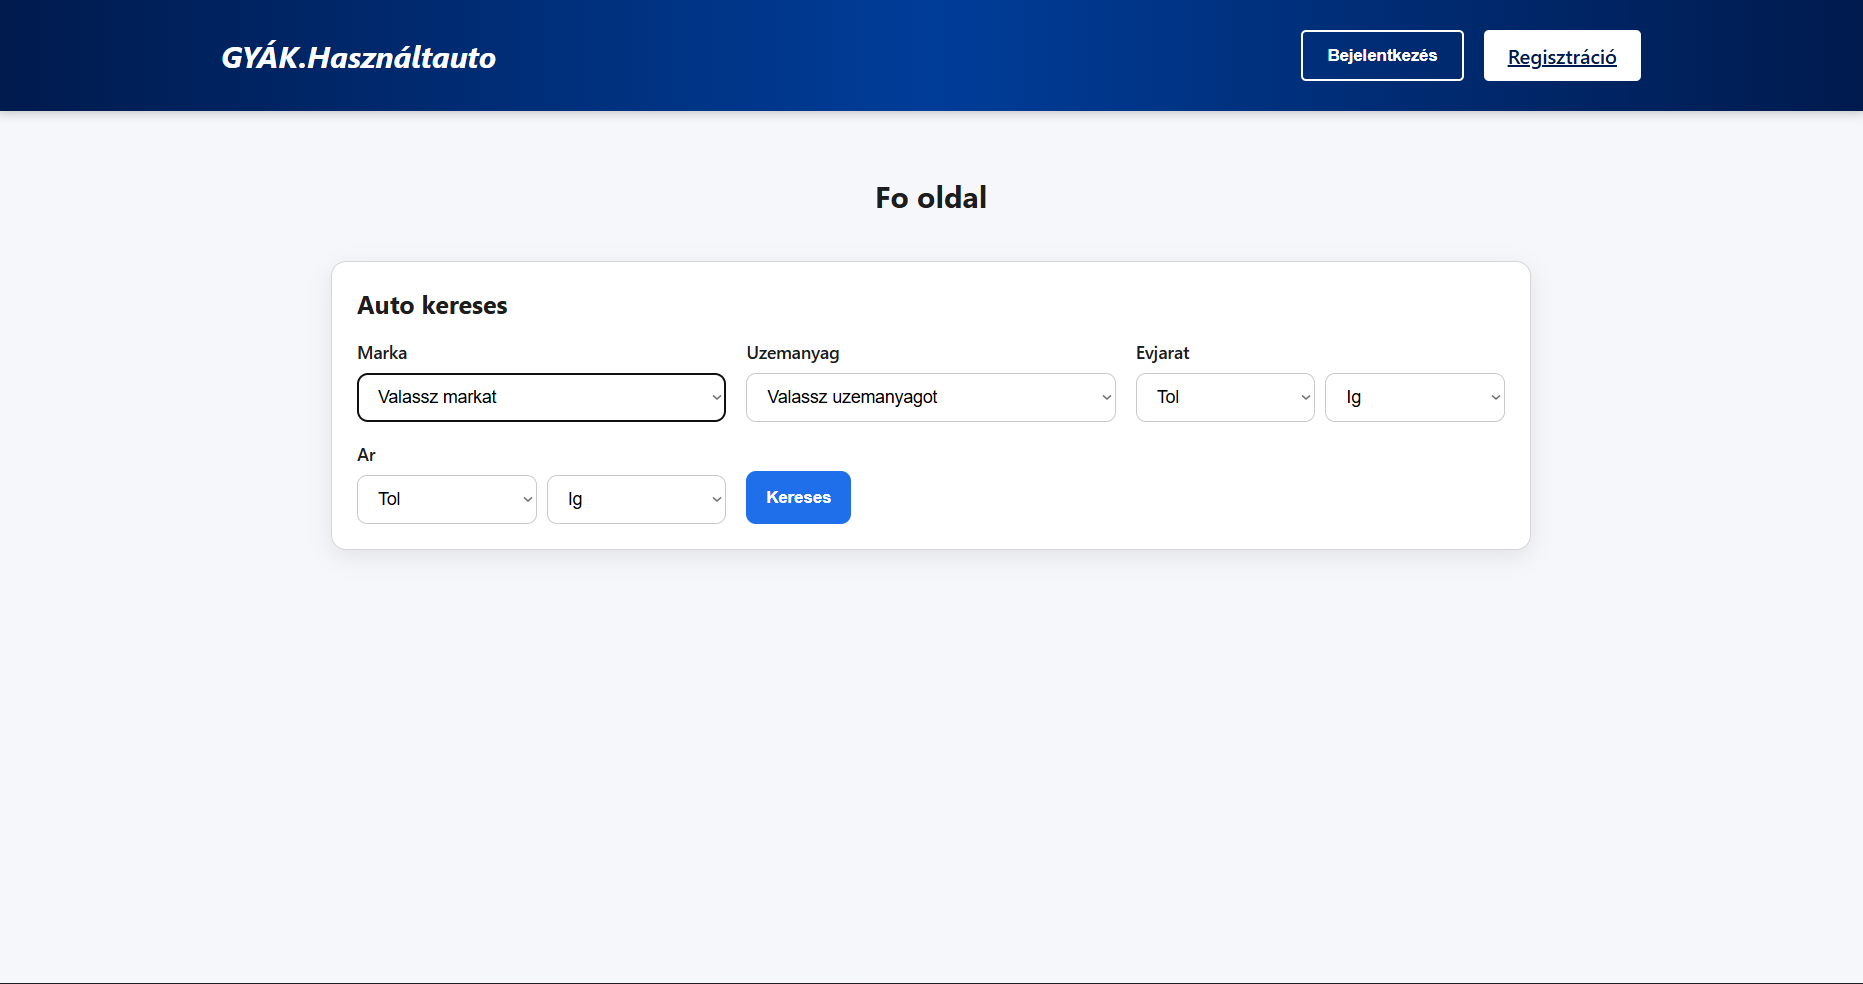 GYÁK.Használtauto
Bejelentkezés
Regisztráció
Fo oldal
Auto kereses
Marka
Uzemanyag
Evjarat
Valassz markat
Valassz uzemanyagot
Tol
Ig
Ar
Tol
Ig
Kereses